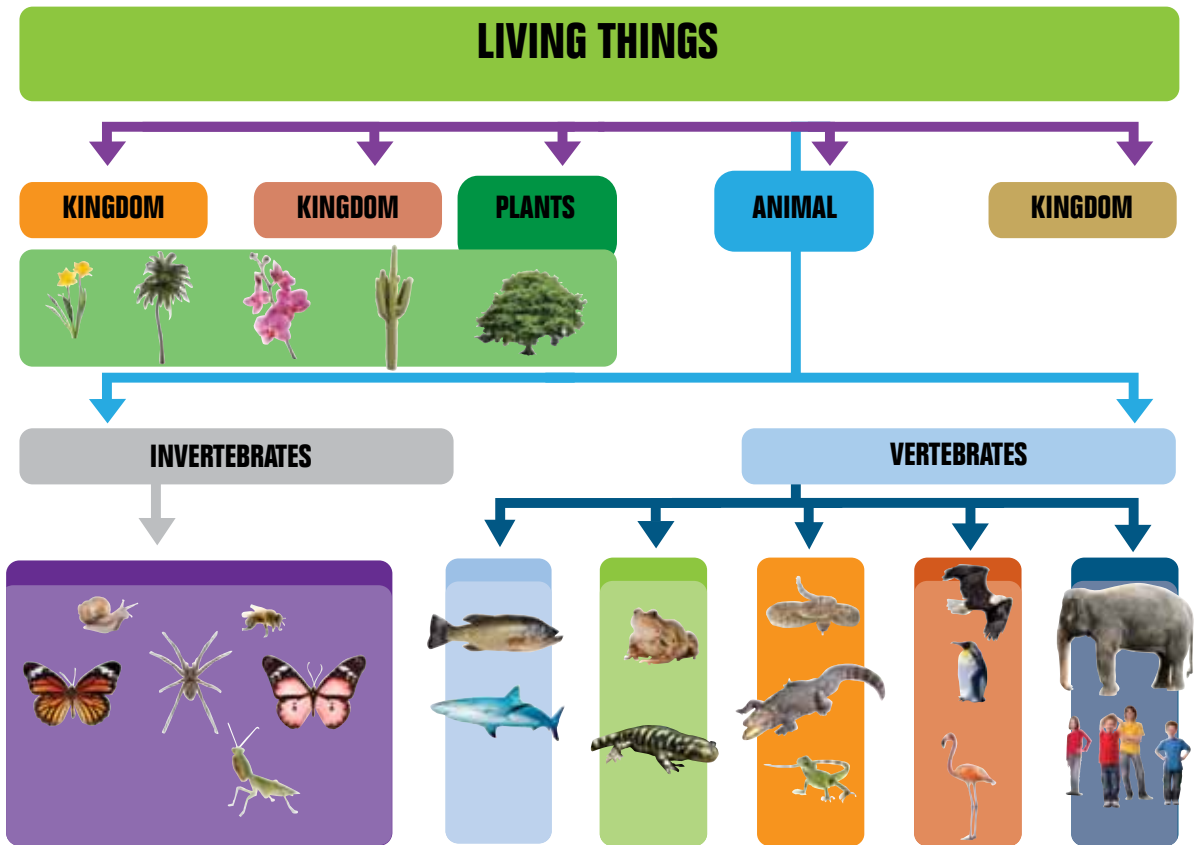 LIVING THINGS
KINGDOM
KINGDOM
PLANTS
ANIMAL
KINGDOM
INVERTEBRATES
VERTEBRATES